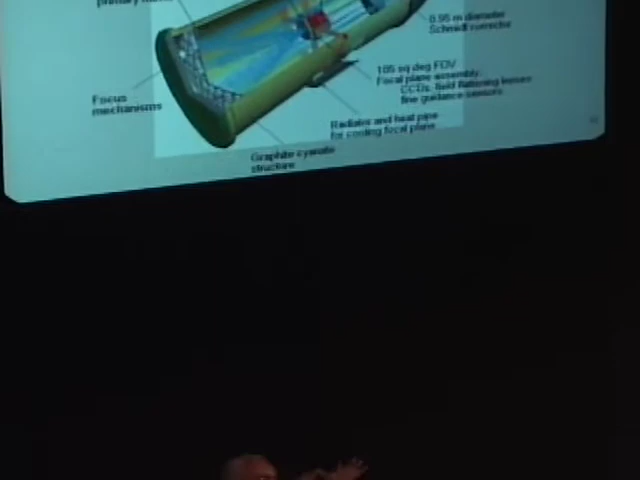 primary
0.95 m diameter
Schmidt corrector
105 sq deg FOV
Focal plane assembly:
CCDs, field flattening lenses
fine guidance sensors
Focus
mechanisms
Radiator and heat pipe
for cooling focal plane
Graphite cyanate
structure